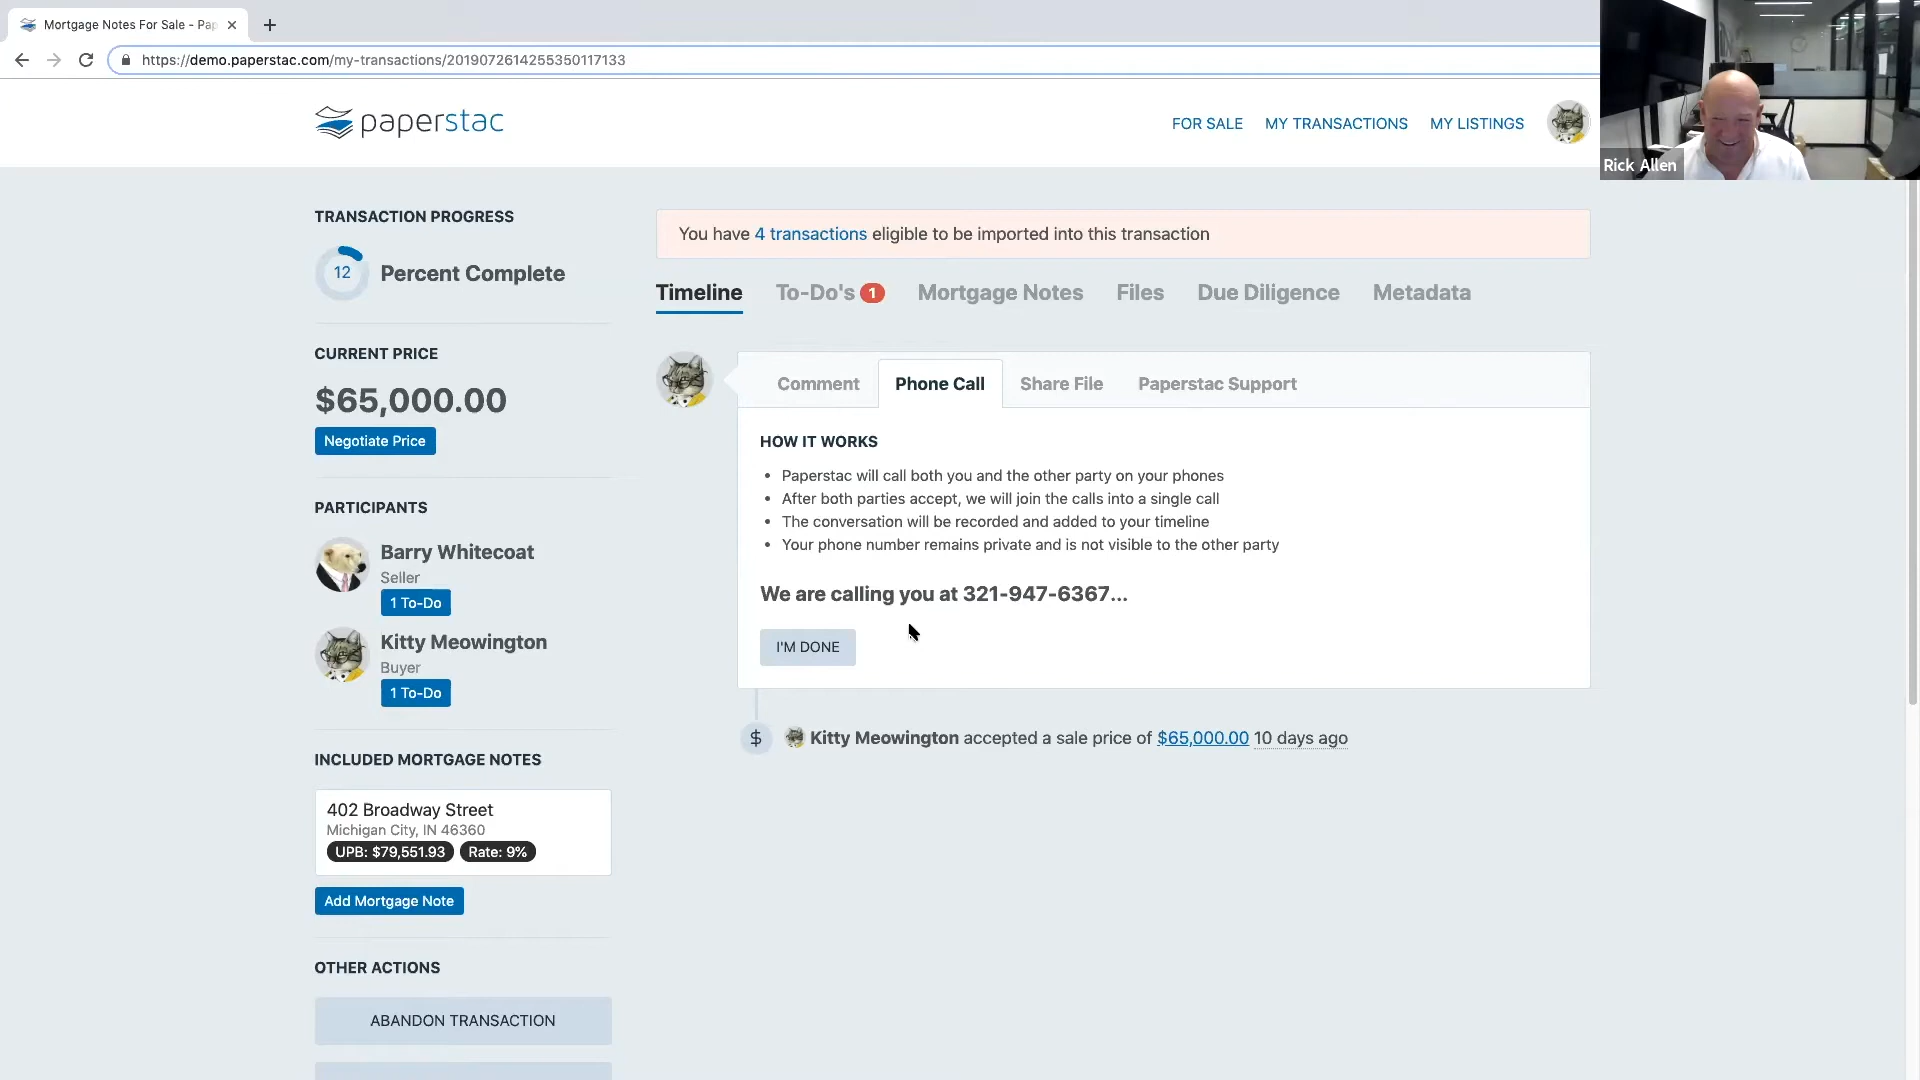 Mortgage Notes For Sale - Pap
https://demo.paperstac.com/my-transactions/2019072614255350117133
paperstac
FOR SALE
MY TRANSACTIONS
MY LISTINGS
Rick Allen
TRANSACTION PROGRESS
12
Percent Complete
CURRENT PRICE
$65,000.00
Negotiate Price
PARTICIPANTS
Barry Whitecoat
Seller
1 To-Do
Kitty Meowington
Buyer
1 To-Do
INCLUDED MORTGAGE NOTES
402 Broadway Street
Michigan City, IN 46360
UPB: $79,551.93 Rate: 9%
Add Mortgage Note
OTHER ACTIONS
ABANDON TRANSACTION
You have 4 transactions eligible to be imported into this transaction
Timeline
To-Do's 1
Mortgage Notes
Files
Due Diligence
Metadata
Comment
Phone Call
Share File
Paperstac Support
HOW IT WORKS
• Paperstac will call both you and the other party on your phones
• After both parties accept, we will join the calls into a single call
• The conversation will be recorded and added to your timeline
• Your phone number remains private and is not visible to the other party
We are calling you at 321-947-6367...
I'M DONE
$
Kitty Meowington accepted a sale price of $65,000.00 10 days ago